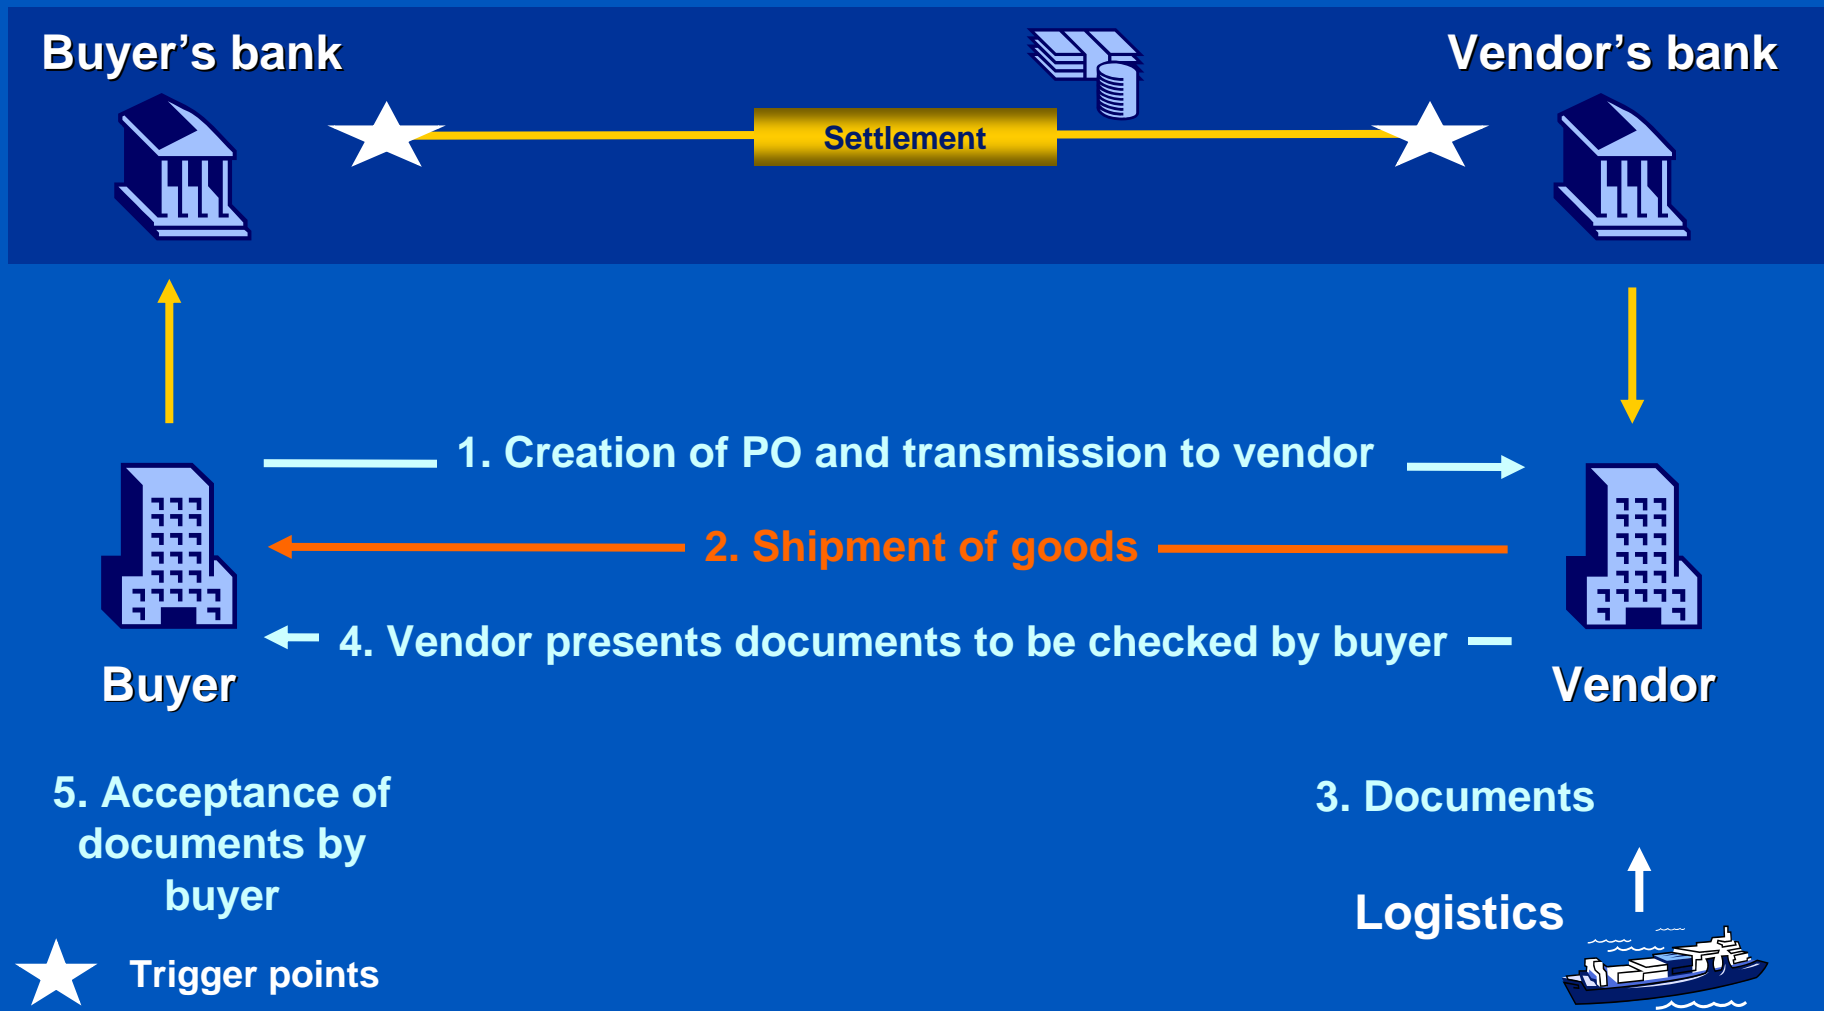 Buyer’s bank
Vendor’s bank
Settlement
1. Creation of PO and transmission to vendor
2. Shipment of goods
4. Vendor presents documents to be checked by buyer
Buyer
Vendor
5. Acceptance of
documents by
buyer
3. Documents
Logistics
Trigger points